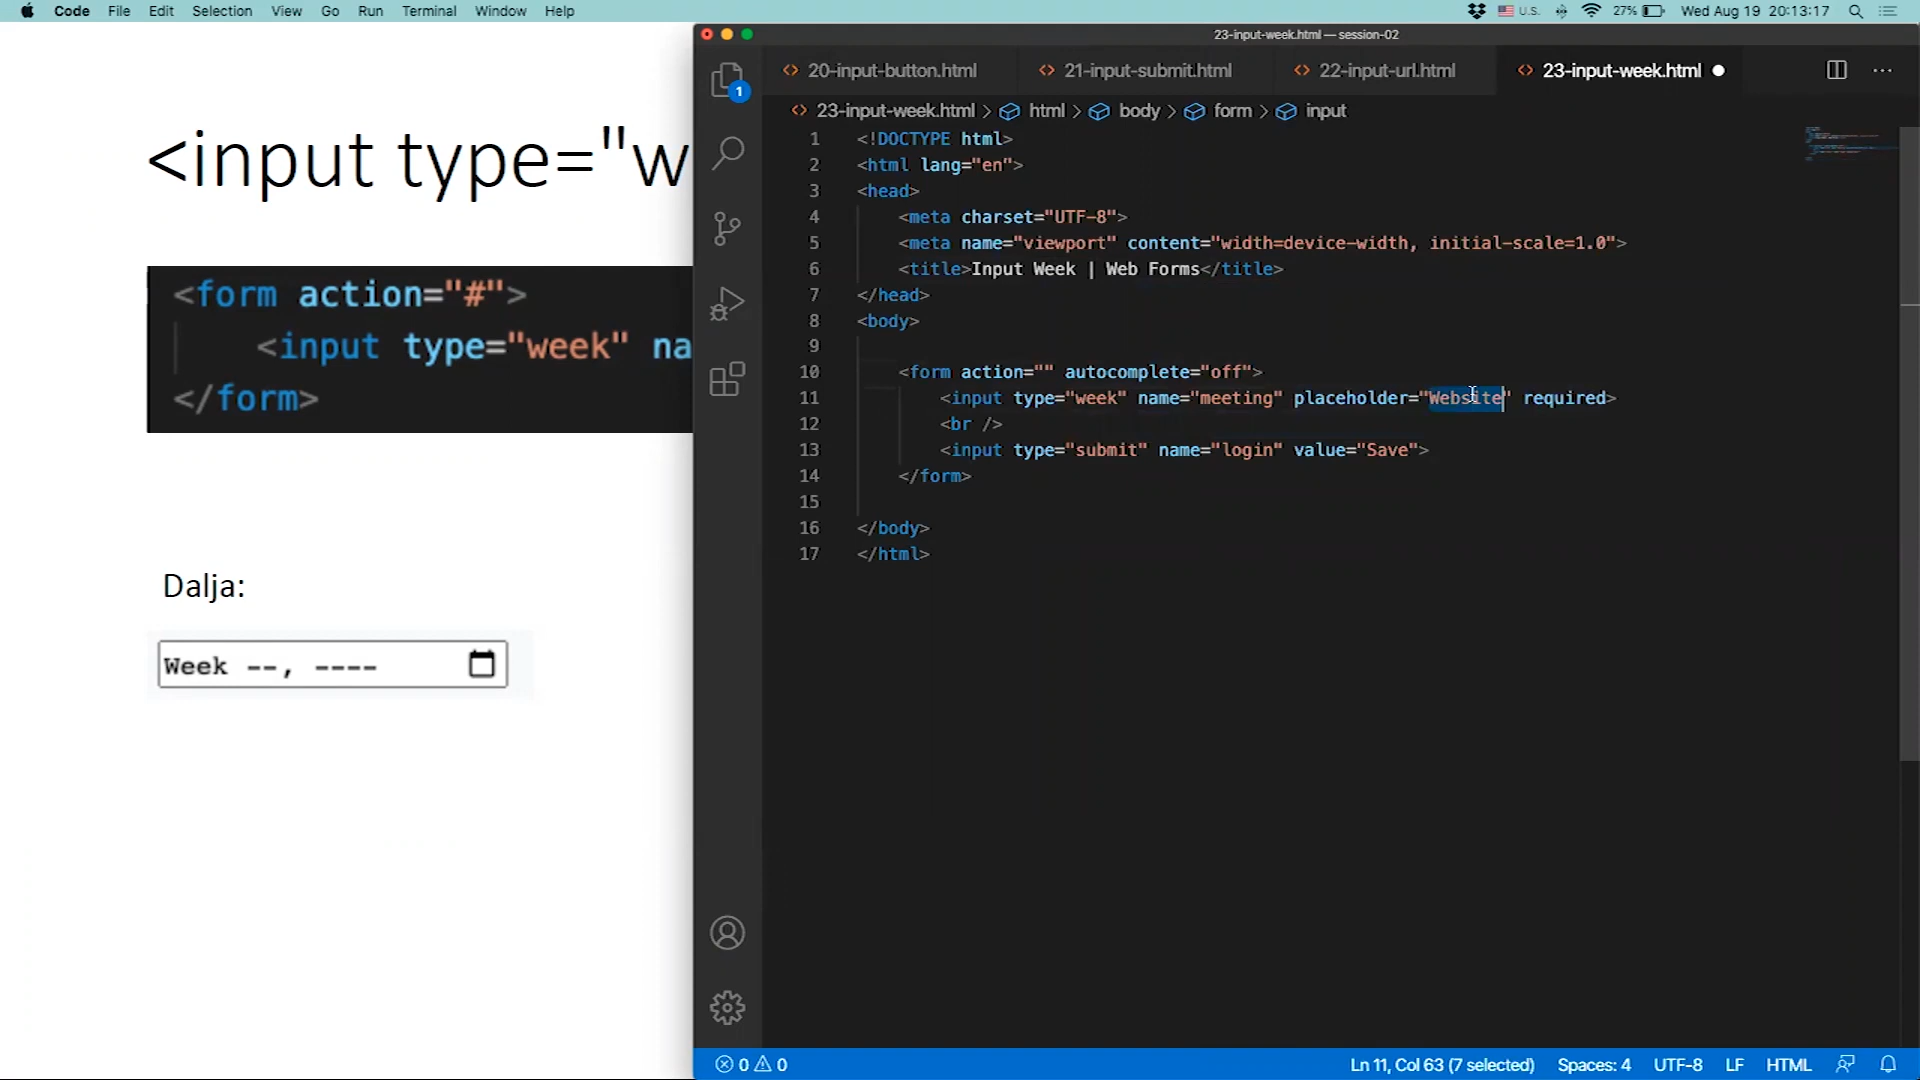 Code File Edit Selection View Go Run Terminal Window Help U.S. 27% Wed Aug 19 20:13:17
<input type="w
<form action="#">
<input type="week" na
</form>
Dalja:
Week --, ----
23-input-week.html — session-02
20-input-button.html 21-input-submit.html 22-input-url.html 23-input-week.html
1
23-input-week.html > html > body > form > input
1 <!DOCTYPE html>
2 <html lang="en">
3 <head>
4 <meta charset="UTF-8">
5 <meta name="viewport" content="width=device-width, initial-scale=1.0">
6 <title>Input Week | Web Forms</title>
7 </head>
8 <body>
9
10 <form action="" autocomplete="off">
11 <input type="week" name="meeting" placeholder="Website" required>
12 <br />
13 <input type="submit" name="login" value="Save">
14 </form>
15
16 </body>
17 </html>
0 0 Ln 11, Col 63 (7 selected) Spaces: 4 UTF-8 LF HTML